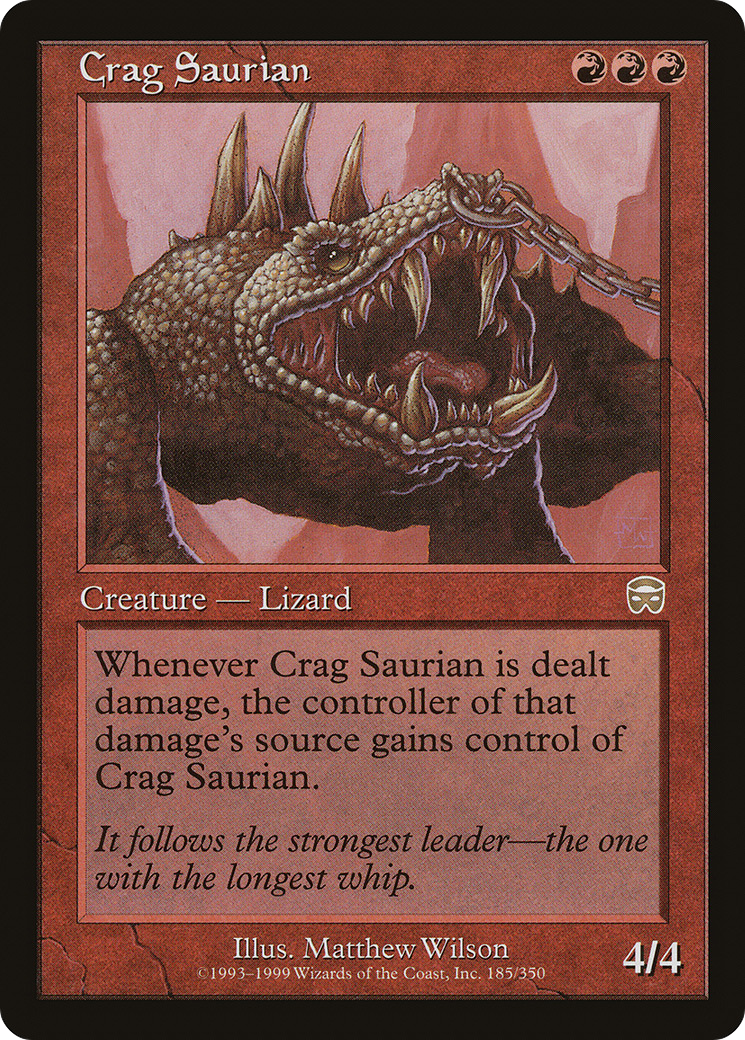 Crag Saurian
Creature — Lizard
Whenever Crag Saurian is dealt
damage, the controller of that
damage's source gains control of
Crag Saurian.
It follows the strongest leader—the one
with the longest whip.
Illus. Matthew Wilson
©1993–1999 Wizards of the Coast, Inc. 185/350
4/4